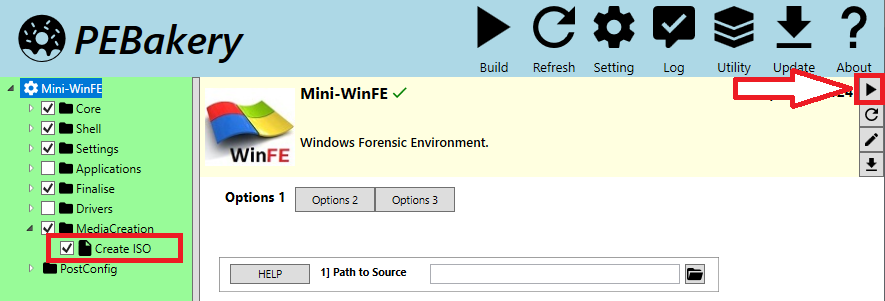 PEBakery
Build
Refresh
Setting
Log
Utility
Update
About
Mini-WinFE
Core
Shell
Settings
Applications
Finalise
Drivers
MediaCreation
Create ISO
PostConfig
WinFE
Mini-WinFE
24
Windows Forensic Environment.
Options 1
Options 2
Options 3
HELP
1] Path to Source